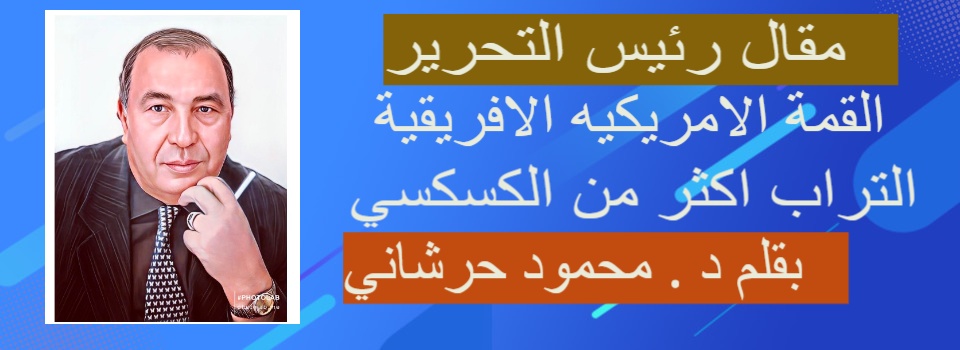 مقال رئيس التحرير
القمة الامريكيه الافريقية
التراب اكثر من الكسكسي
بقلم د . محمود حرشاني
#PHOTOLAB